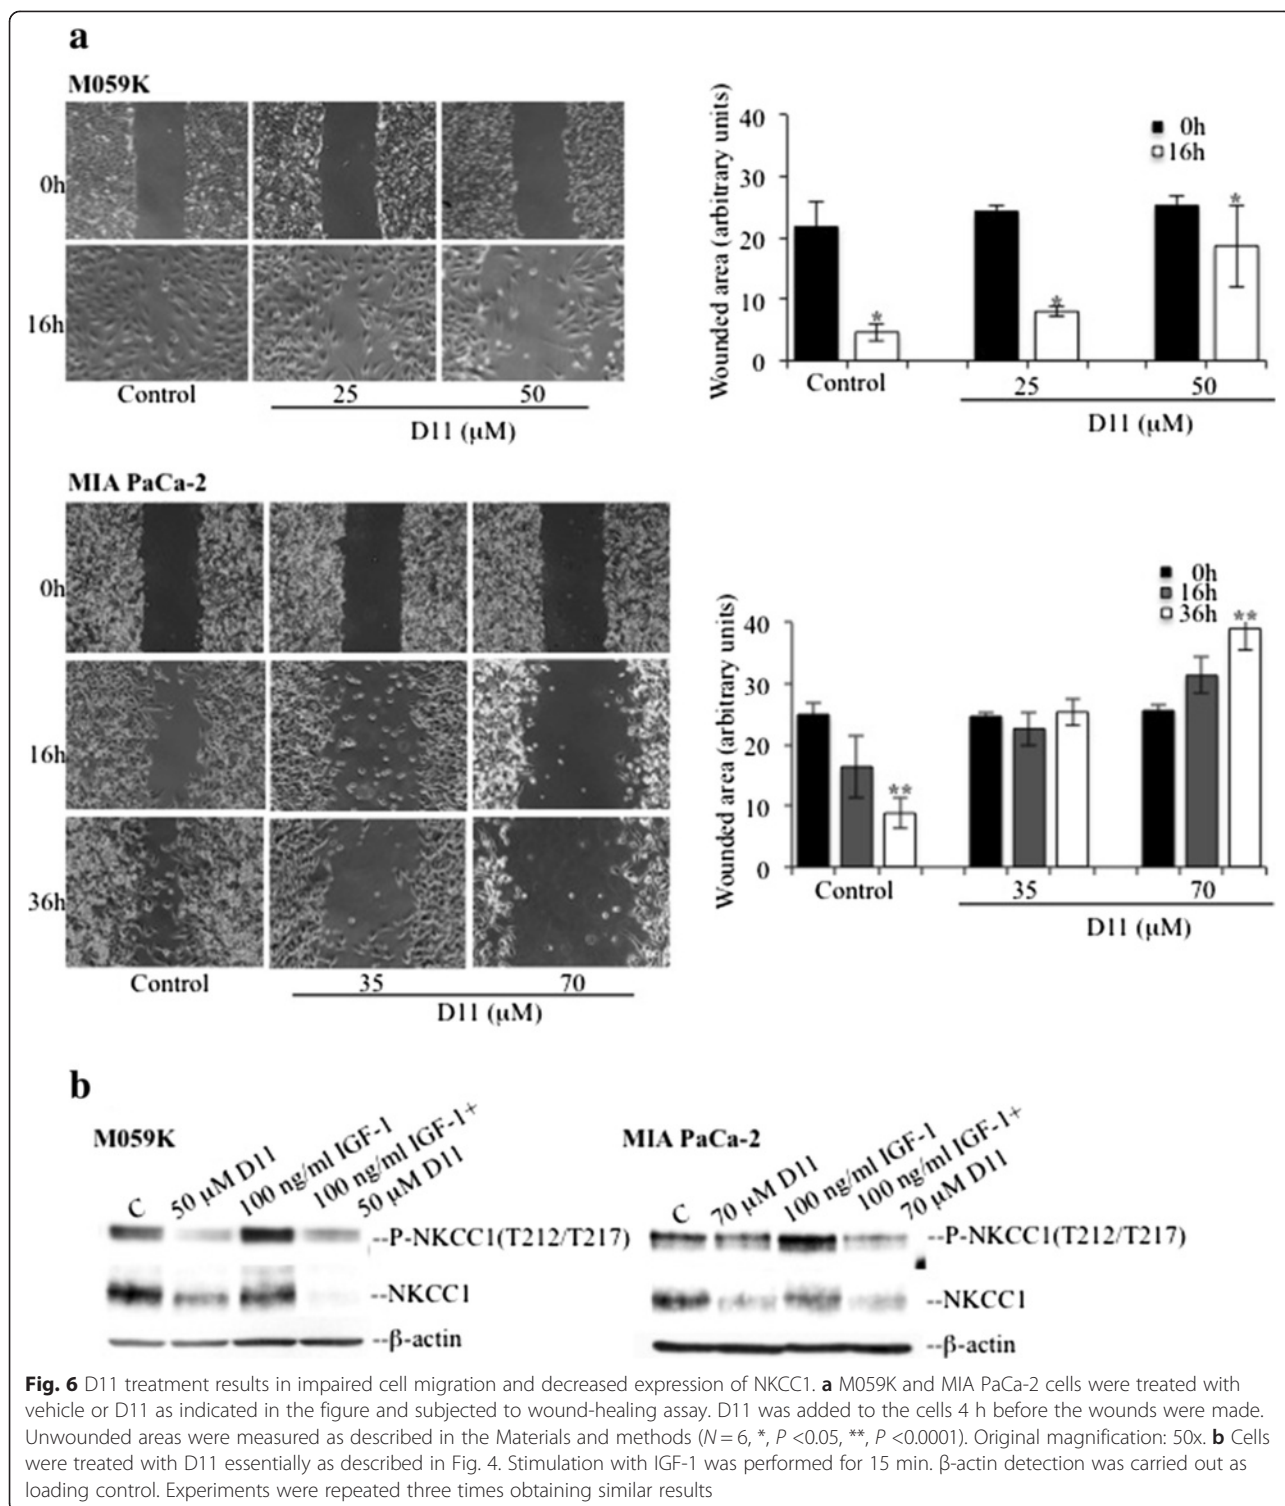 a
M059K
0h
16h
Control 25 50
D11 (μM)
Wounded area (arbitrary units)
40
30
20
10
0
0h
16h
*
*
*
Control 25 50
D11 (μM)
MIA PaCa-2
0h
16h
36h
Control 35 70
D11 (μM)
Wounded area (arbitrary units)
40
30
20
10
0
0h
16h
36h
**
**
Control 35 70
D11 (μM)
b
M059K
C
50 μM D11
100 ng/ml IGF-1
100 ng/ml IGF-1+
50 μM D11
--P-NKCC1(T212/T217)
--NKCC1
--β-actin
MIA PaCa-2
C
70 μM D11
100 ng/ml IGF-1
100 ng/ml IGF-1+
70 μM D11
--P-NKCC1(T212/T217)
--NKCC1
--β-actin
Fig. 6 D11 treatment results in impaired cell migration and decreased expression of NKCC1. a M059K and MIA PaCa-2 cells were treated with
vehicle or D11 as indicated in the figure and subjected to wound-healing assay. D11 was added to the cells 4 h before the wounds were made.
Unwounded areas were measured as described in the Materials and methods (N = 6, *, P <0.05, **, P <0.0001). Original magnification: 50x. b Cells
were treated with D11 essentially as described in Fig. 4. Stimulation with IGF-1 was performed for 15 min. β-actin detection was carried out as
loading control. Experiments were repeated three times obtaining similar results